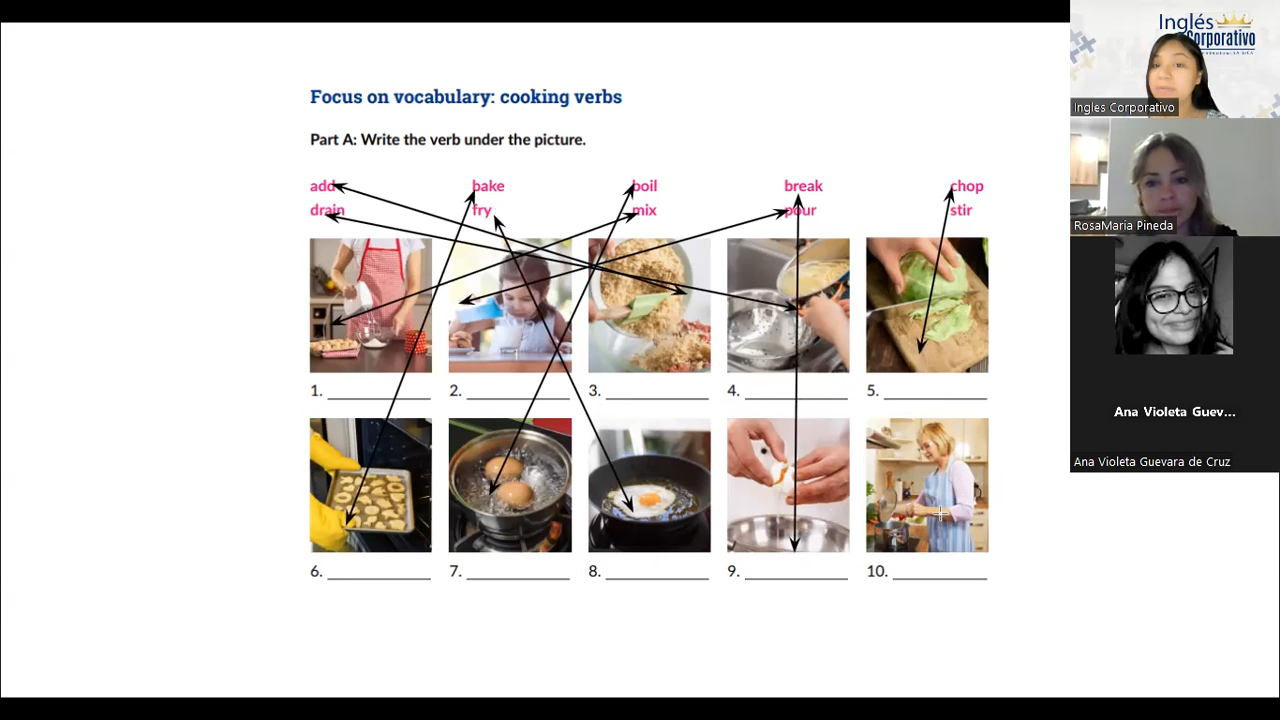 Focus on vocabulary: cooking verbs
Part A: Write the verb under the picture.
add bake boil break chop
drain fry mix pour stir
1. 2. 3. 4. 5.
6. 7. 8. 9. 10.
Inglés
Corporativo
Ingles Corporativo
RosaMaria Pineda
Ana Violeta Guev...
Ana Violeta Guevara de Cruz